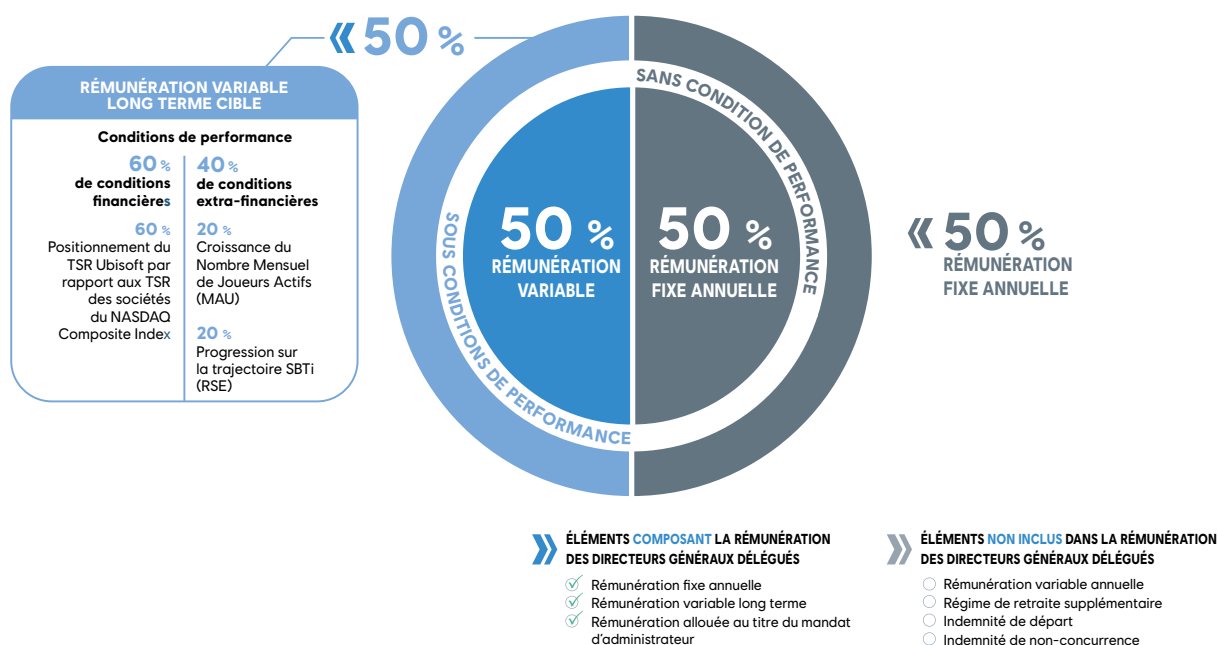 50 %
RÉMUNÉRATION VARIABLE
LONG TERME CIBLE
Conditions de performance
60 %
de conditions
financières
60 %
Positionnement du
TSR Ubisoft par
rapport aux TSR
des sociétés
du NASDAQ
Composite Index
40 %
de conditions
extra-financières
20 %
Croissance du
Nombre Mensuel
de Joueurs Actifs
(MAU)
20 %
Progression sur
la trajectoire SBTi
(RSE)
SOUS CONDITIONS DE PERFORMANCE
50 %
RÉMUNÉRATION
VARIABLE
SANS CONDITION DE PERFORMANCE
50 %
RÉMUNÉRATION
FIXE ANNUELLE
50 %
RÉMUNÉRATION
FIXE ANNUELLE
ÉLÉMENTS COMPOSANT LA RÉMUNÉRATION
DES DIRECTEURS GÉNÉRAUX DÉLÉGUÉS
Rémunération fixe annuelle
Rémunération variable long terme
Rémunération allouée au titre du mandat
d’administrateur
ÉLÉMENTS NON INCLUS DANS LA RÉMUNÉRATION
DES DIRECTEURS GÉNÉRAUX DÉLÉGUÉS
Rémunération variable annuelle
Régime de retraite supplémentaire
Indemnité de départ
Indemnité de non-concurrence